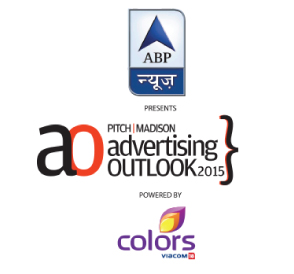 ABP
न्यूज़
PRESENTS
PITCH | MADISON
ao advertising
OUTLOOK 2015 }
POWERED BY
colors
VIACOM 18